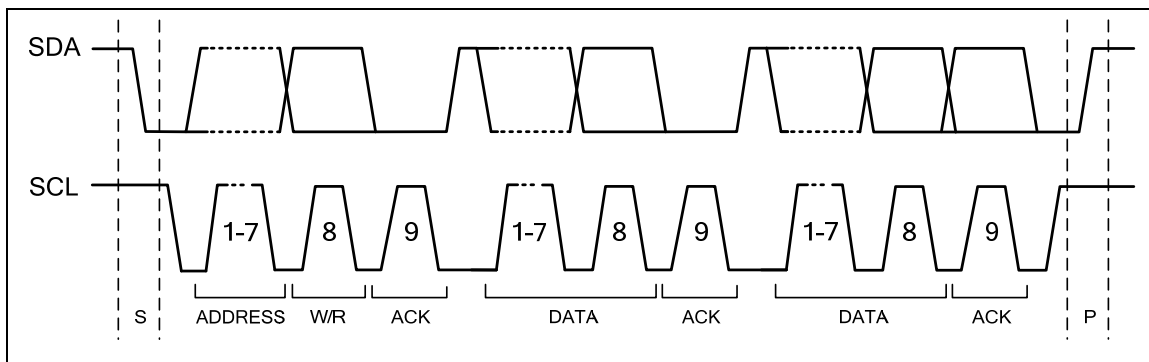 SDA
SCL
1-7 8 9 1-7 8 9 1-7 8 9
S ADDRESS W/R ACK DATA ACK DATA ACK P